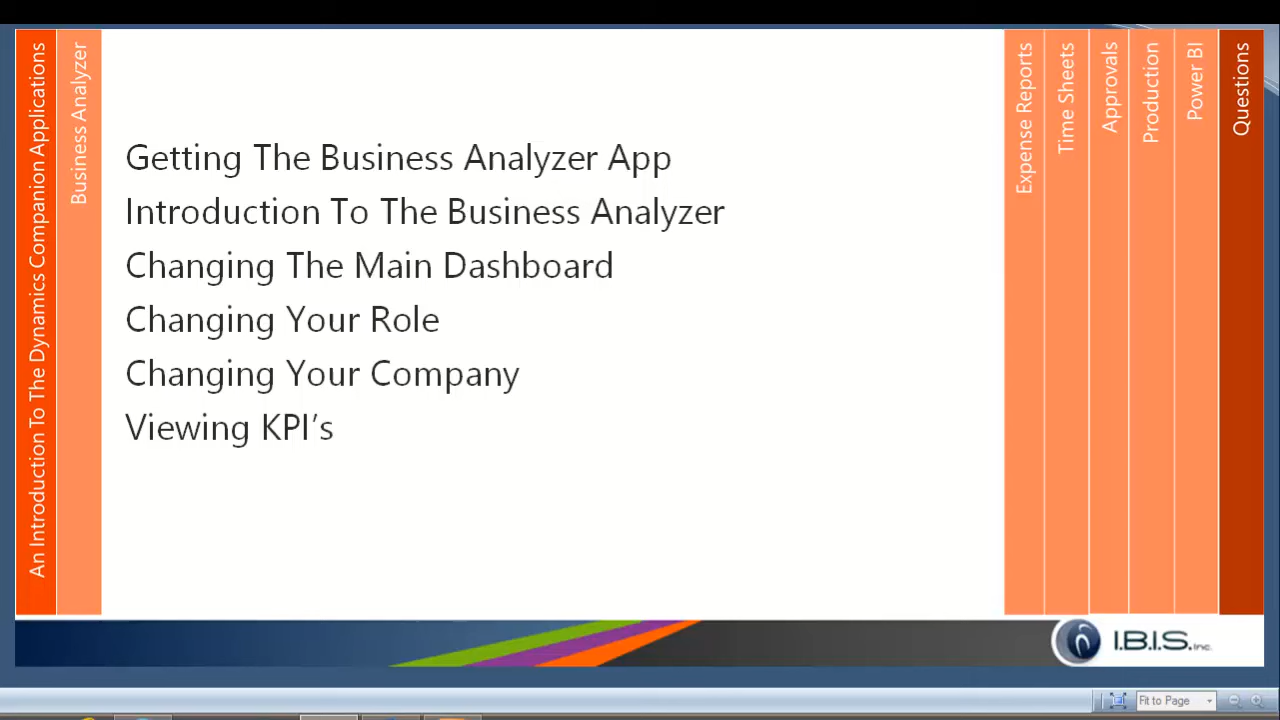 An Introduction To The Dynamics Companion Applications
Business Analyzer
Getting The Business Analyzer App
Introduction To The Business Analyzer
Changing The Main Dashboard
Changing Your Role
Changing Your Company
Viewing KPI’s
Expense Reports
Time Sheets
Approvals
Production
Power BI
Questions
I.B.I.S. Inc.
Fit to Page